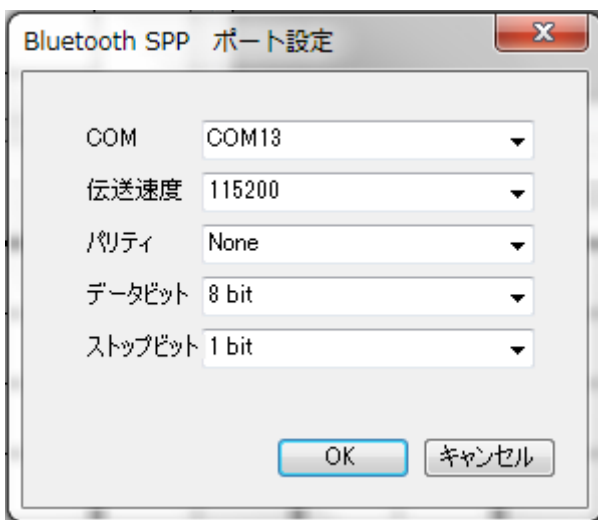 Bluetooth SPP　ポート設定
COM COM13
伝送速度 115200
パリティ None
データビット 8 bit
ストップビット 1 bit
OK キャンセル